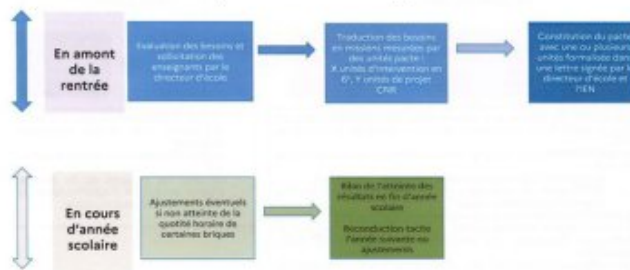 En amont
de la
rentrée
Evaluation des besoins et
sollicitation des
enseignants par le
directeur d'école
Traduction des besoins
en missions mesurées par
des unités pacte :
X unités d'intervention en
6e, Y unités de projet
CNR
Constitution du pacte
avec une ou plusieurs
unités formalisée dans
une lettre signée par le
directeur d'école et
l'IEN
En cours
d'année
scolaire
Ajustements éventuels
si non atteinte de la
quotité horaire de
certaines briques
Bilan de l'atteinte des
résultats en fin d'année
scolaire
Reconduction tacite
l'année suivante ou
ajustements